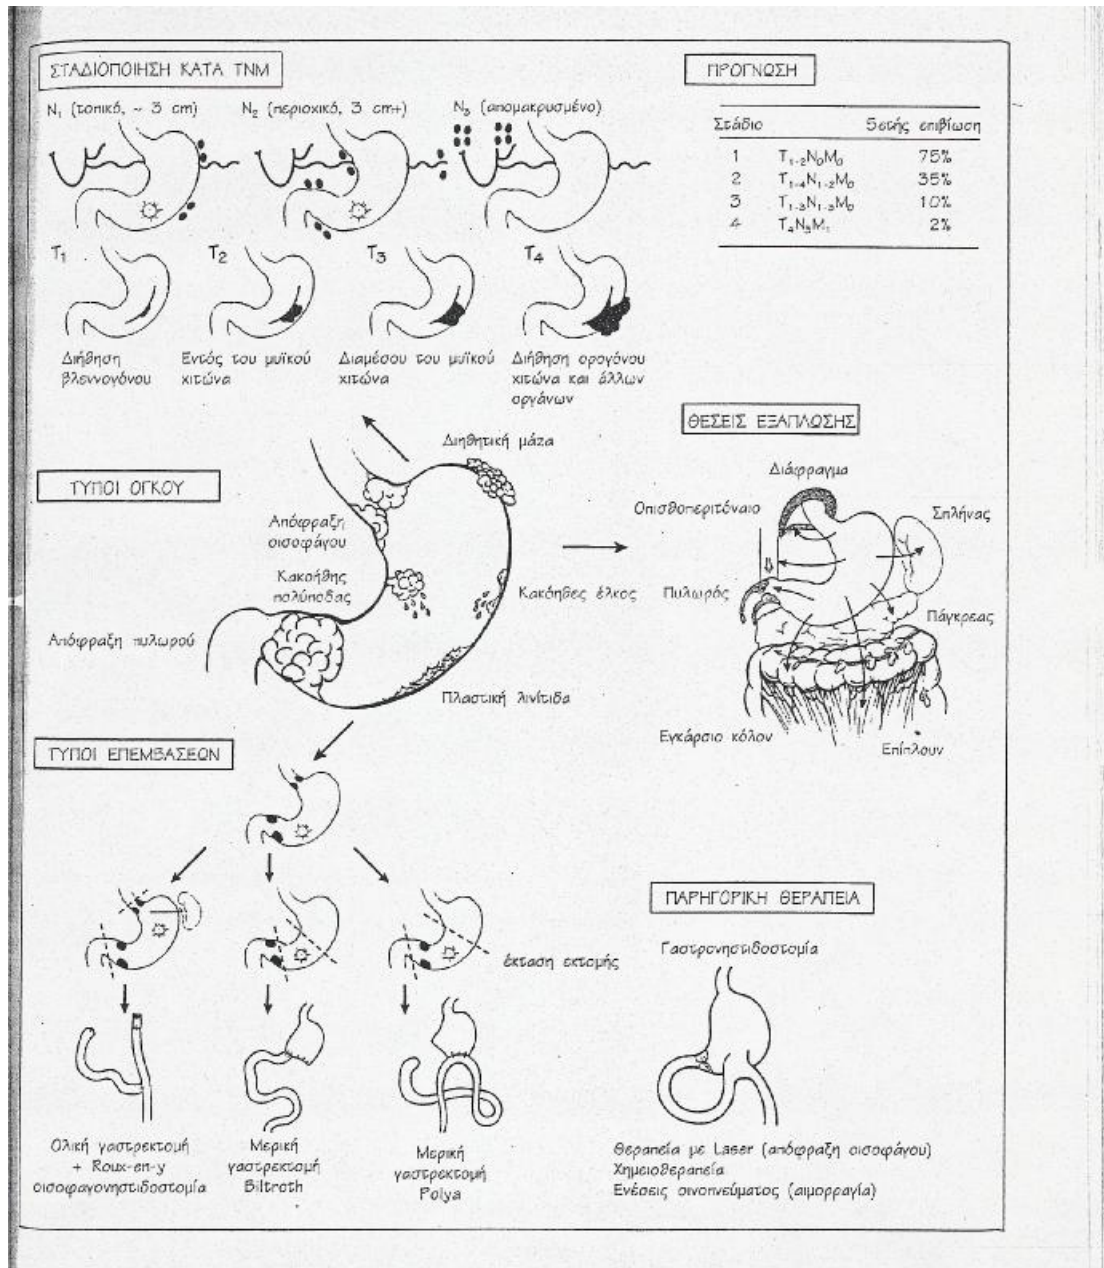 ΣΤΑΔΙΟΠΟΙΗΣΗ ΚΑΤΑ TNM
N₁ (τοπικό, ~ 3 cm)
N₂ (περιοχικό, 3 cm+)
N₃ (απομακρυσμένο)
T₁
T₂
T₃
T₄
Διήθηση
βλεννογόνου
Εντός του μυϊκού
χιτώνα
Διαμέσου του μυϊκού
χιτώνα
Διήθηση ορογόνου
χιτώνα και άλλων
οργάνων
ΠΡΟΓΝΩΣΗ
Στάδιο 5ετής επιβίωση
1 T₁₋₂N₀M₀ 75%
2 T₁₋₄N₁₋₂M₀ 35%
3 T₁₋₃N₁₋₃M₀ 10%
4 T₄N₃M₁ 2%
ΤΥΠΟΙ ΟΓΚΟΥ
Διηθητική μάζα
Απόφραξη
οισοφάγου
Κακοήθης
πολύποδας
Κακόηθες έλκος
Απόφραξη πυλωρού
Πλαστική λινίτιδα
ΘΕΣΕΙΣ ΕΞΑΠΛΩΣΗΣ
Διάφραγμα
Οπισθοπεριτόναιο
Σπλήνας
Πυλωρός
Πάγκρεας
Εγκάρσιο κόλον
Επίπλουν
ΤΥΠΟΙ ΕΠΕΜΒΑΣΕΩΝ
έκταση εκτομής
Ολική γαστρεκτομή
+ Roux-en-y
οισοφαγονηστιδοστομία
Μερική
γαστρεκτομή
Biltroth
Μερική
γαστρεκτομή
Polya
ΠΑΡΗΓΟΡΙΚΗ ΘΕΡΑΠΕΙΑ
Γαστρονηστιδοστομία
Θεραπεία με Laser (απόφραξη οισοφάγου)
Χημειοθεραπεία
Ενέσεις οινοπνεύματος (αιμορραγία)